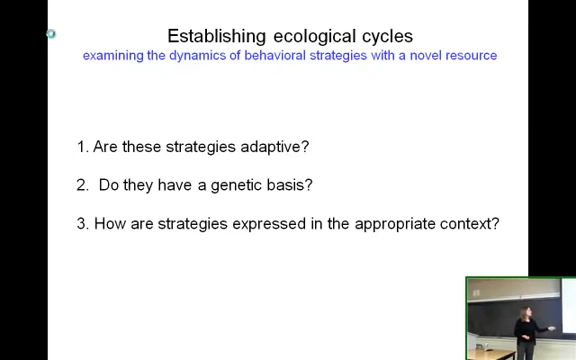 Establishing ecological cycles
examining the dynamics of behavioral strategies with a novel resource
1. Are these strategies adaptive?
2. Do they have a genetic basis?
3. How are strategies expressed in the appropriate context?